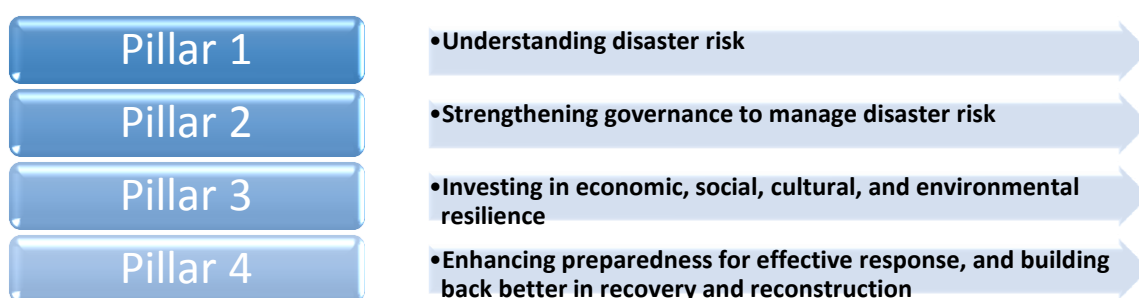 Pillar 1
•Understanding disaster risk
Pillar 2
•Strengthening governance to manage disaster risk
Pillar 3
•Investing in economic, social, cultural, and environmental
resilience
Pillar 4
•Enhancing preparedness for effective response, and building
back better in recovery and reconstruction